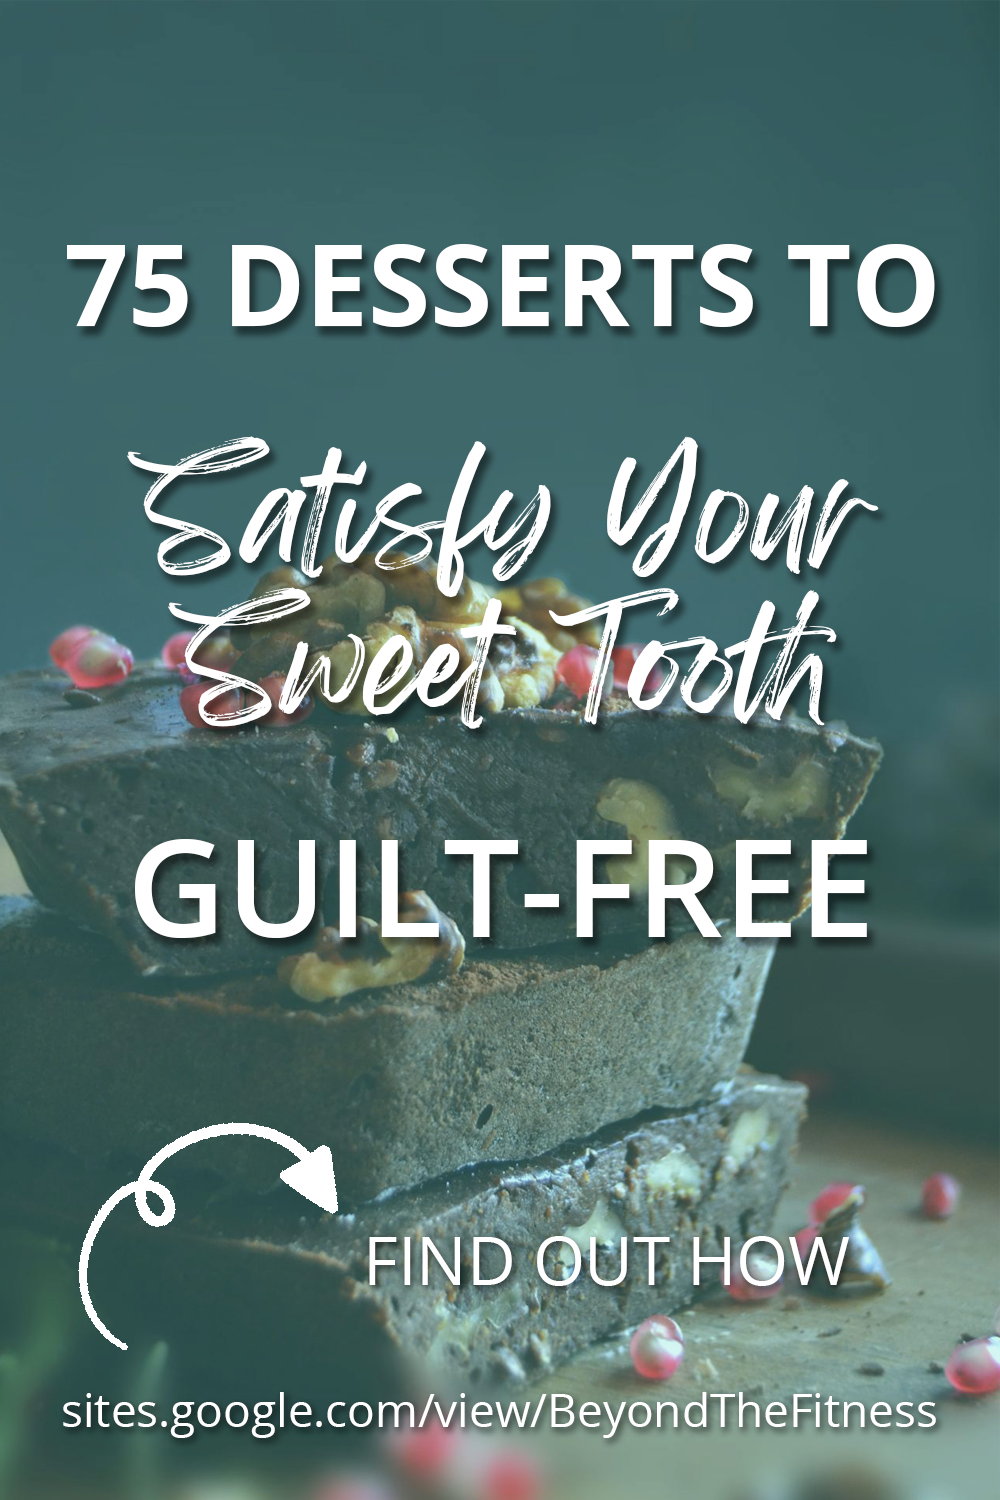 75 DESSERTS TO
Satisfy Your
Sweet Tooth
GUILT-FREE
FIND OUT HOW
sites.google.com/view/BeyondTheFitness